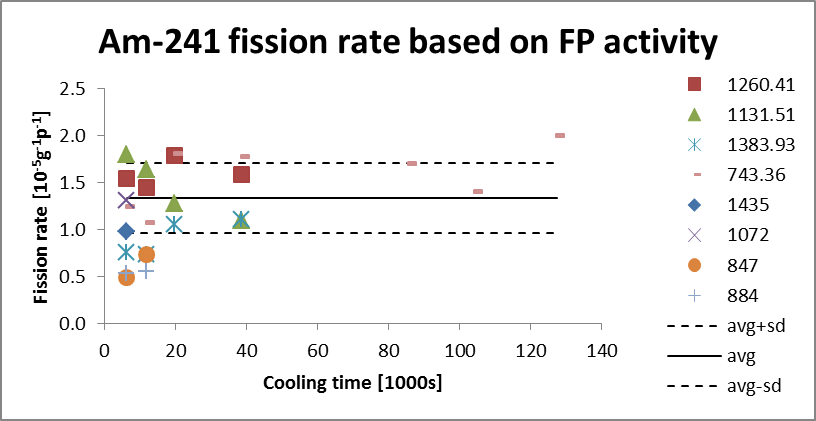 Am-241 fission rate based on FP activity
Fission rate [10⁻⁵g⁻¹p⁻¹]
2.5
2.0
1.5
1.0
0.5
0.0
0 20 40 60 80 100 120 140
Cooling time [1000s]
1260.41
1131.51
1383.93
743.36
1435
1072
847
884
avg+sd
avg
avg-sd